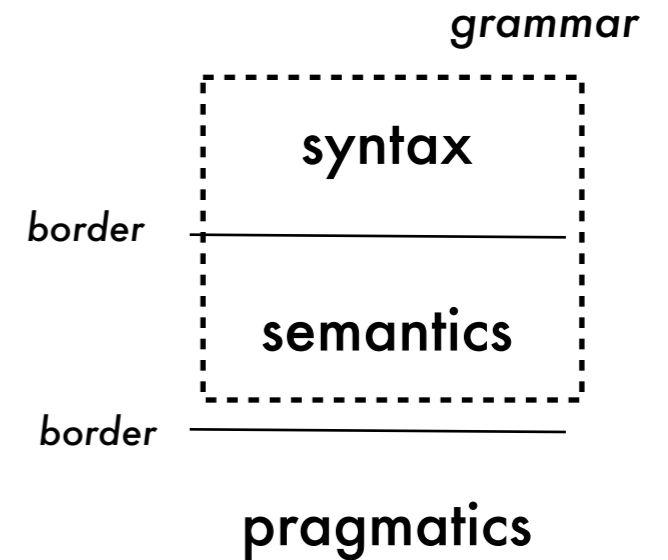 grammar
syntax
border
semantics
border
pragmatics